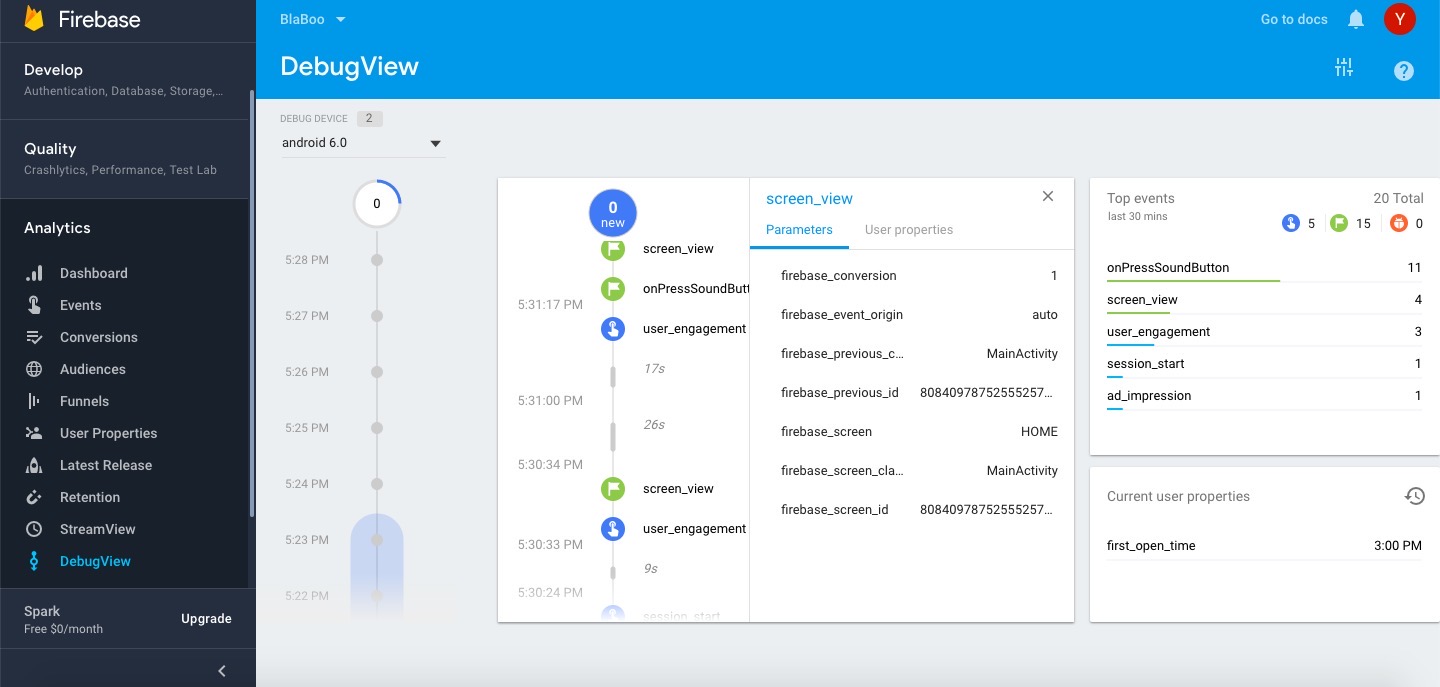 Firebase
Develop
Authentication, Database, Storage,...
Quality
Crashlytics, Performance, Test Lab
Analytics
Dashboard
Events
Conversions
Audiences
Funnels
User Properties
Latest Release
Retention
StreamView
DebugView
Spark
Free $0/month
Upgrade
BlaBoo
Go to docs
Y
DebugView
DEBUG DEVICE 2
android 6.0
0
5:28 PM
5:27 PM
5:26 PM
5:25 PM
5:24 PM
5:23 PM
5:22 PM
0
new
screen_view
onPressSoundButt
5:31:17 PM
user_engagement
17s
5:31:00 PM
26s
5:30:34 PM
screen_view
user_engagement
5:30:33 PM
9s
5:30:24 PM
session_start
screen_view
Parameters User properties
firebase_conversion 1
firebase_event_origin auto
firebase_previous_c... MainActivity
firebase_previous_id 80840978752555257...
firebase_screen HOME
firebase_screen_cla... MainActivity
firebase_screen_id 80840978752555257...
Top events 20 Total
last 30 mins 5 15 0
onPressSoundButton 11
screen_view 4
user_engagement 3
session_start 1
ad_impression 1
Current user properties
first_open_time 3:00 PM